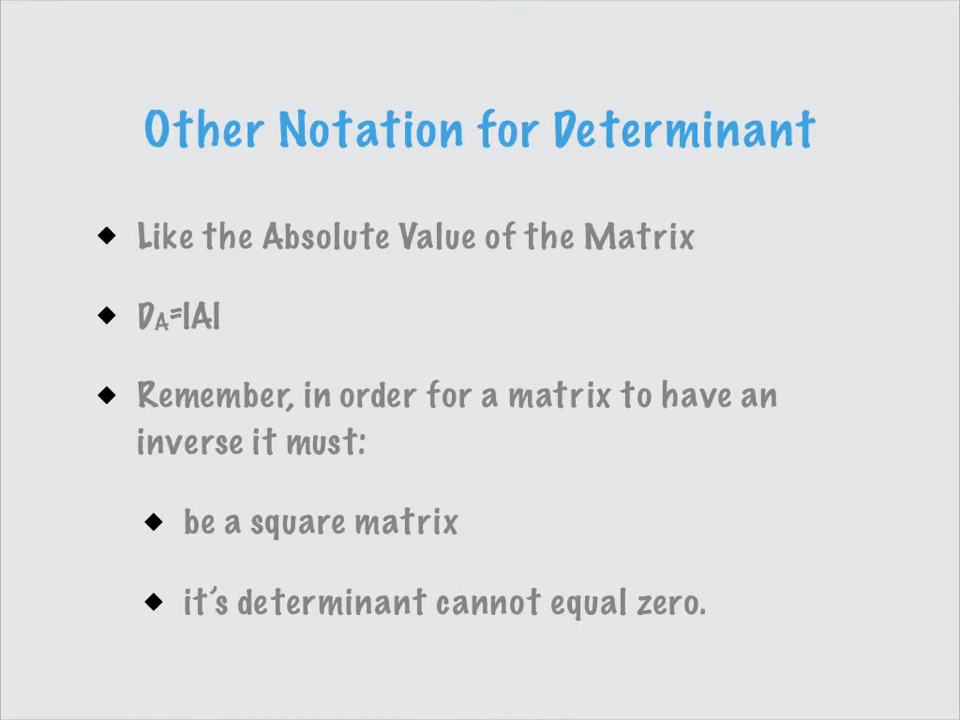 Other Notation for Determinant
◆ Like the Absolute Value of the Matrix
◆ DA=|A|
◆ Remember, in order for a matrix to have an
inverse it must:
◆ be a square matrix
◆ it's determinant cannot equal zero.